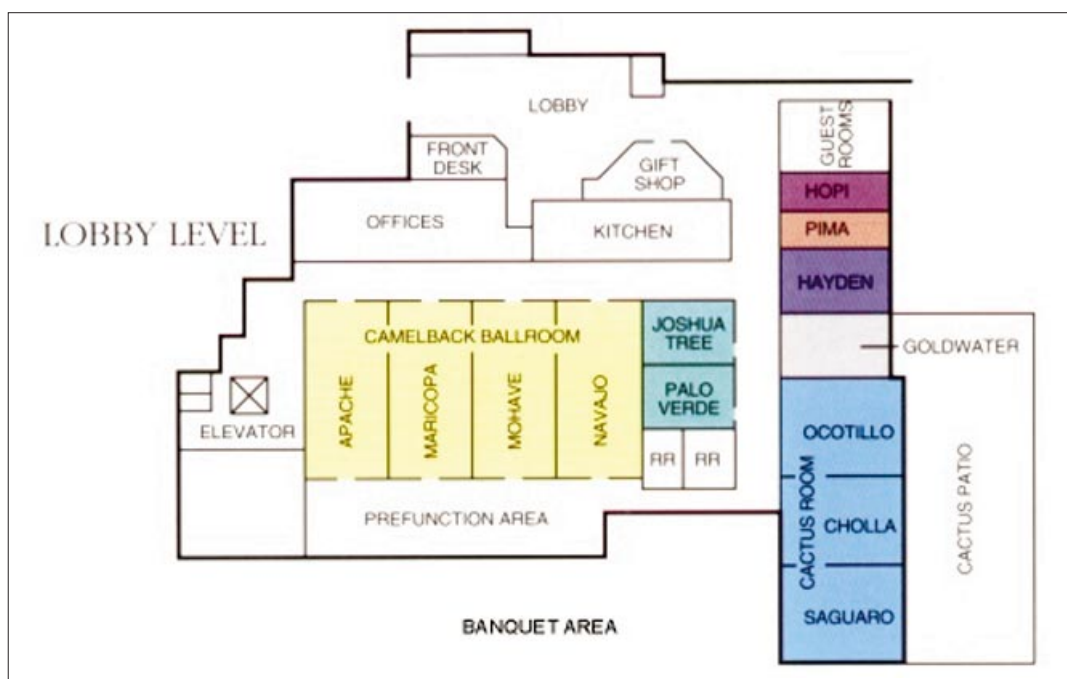 LOBBY
GUEST
ROOMS
FRONT
DESK
GIFT
SHOP
HOPI
OFFICES
KITCHEN
PIMA
LOBBY LEVEL
HAYDEN
CAMELBACK BALLROOM
JOSHUA
TREE
GOLDWATER
APACHE
MARICOPA
MOHAVE
NAVAJO
PALO
VERDE
ELEVATOR
OCOTILLO
RR
RR
CACTUS ROOM
CACTUS PATIO
PREFUNCTION AREA
CHOLLA
SAGUARO
BANQUET AREA